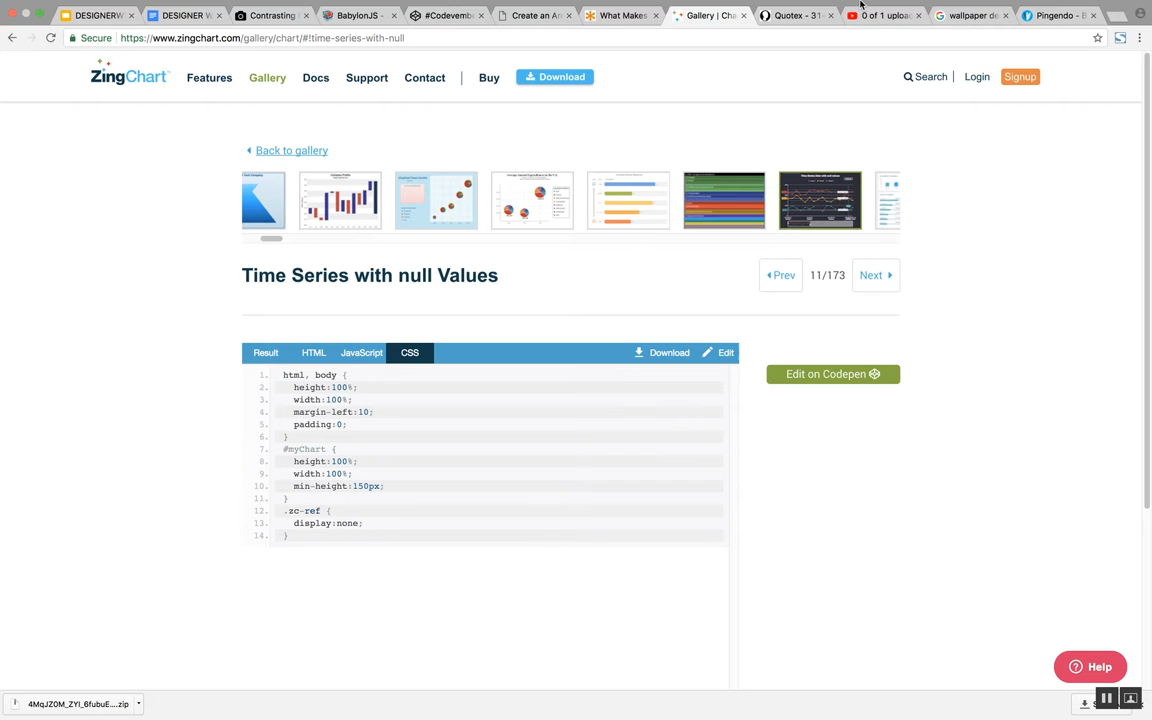 DESIGNERW
DESIGNER W
Contrasting
BabylonJS -
#Codevemb
Create an An
What Makes
Gallery | Cha
Quotex - 31
0 of 1 upload
wallpaper de
Pingendo - B
Secure
https://www.zingchart.com/gallery/chart/#!time-series-with-null
ZingChart
Features
Gallery
Docs
Support
Contact
|
Buy
Download
Search |
Login
Signup
Back to gallery
Time Series with null Values
Prev
11/173
Next
Result
HTML
JavaScript
CSS
Download
Edit
Edit on Codepen
1. html, body {
2. height:100%;
3. width:100%;
4. margin-left:10;
5. padding:0;
6. }
7. #myChart {
8. height:100%;
9. width:100%;
10. min-height:150px;
11. }
12. .zc-ref {
13. display:none;
14. }
Help
4MqJZ0M_ZYI_6fubuE....zip